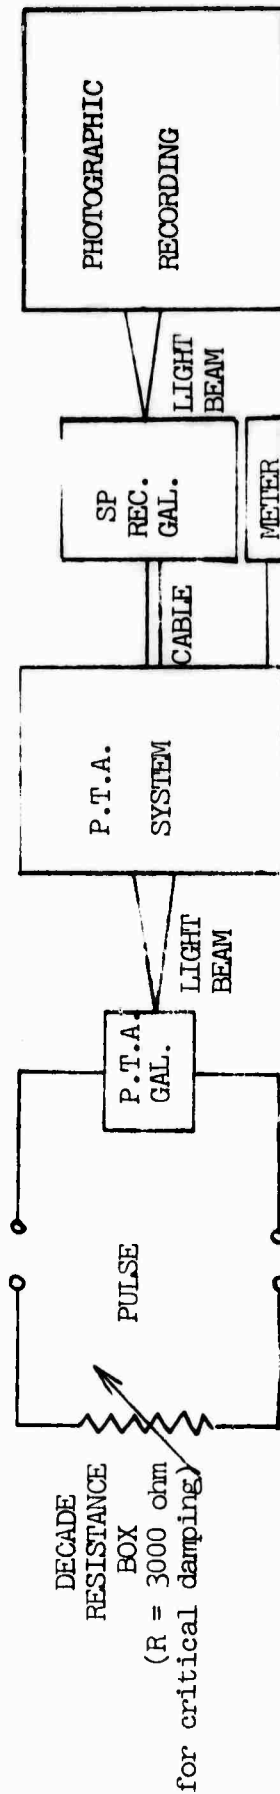 DECADE
RESISTANCE
BOX
(R = 3000 ohm
for critical damping)
PULSE
P.T.A.
GAL.
LIGHT
BEAM
P.T.A.
SYSTEM
CABLE
SP
REC.
GAL.
METER
LIGHT
BEAM
PHOTOGRAPHIC
RECORDING